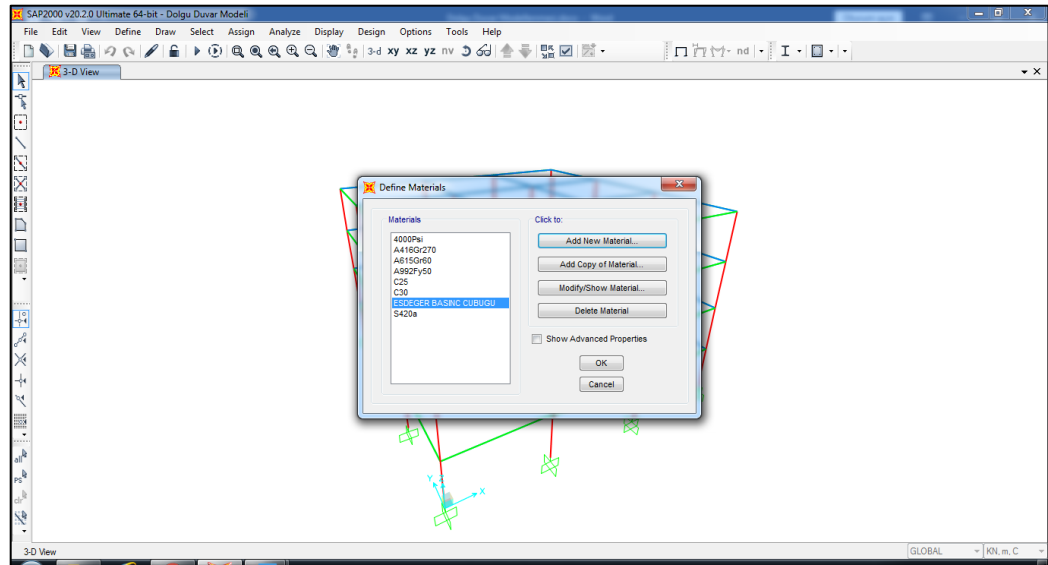 SAP2000 v20.2.0 Ultimate 64-bit - Dolgu Duvar Modeli
File Edit View Define Draw Select Assign Analyze Display Design Options Tools Help
3-d xy xz yz nv nd
3-D View
Define Materials
Materials
4000Psi
A416Gr270
A615Gr60
A992Fy50
C25
C30
ESDEGER BASINC CUBUGU
S420a
Click to:
Add New Material...
Add Copy of Material...
Modify/Show Material...
Delete Material
Show Advanced Properties
OK
Cancel
all
PS
clr
Y
Z
X
3-D View
GLOBAL
KN, m, C